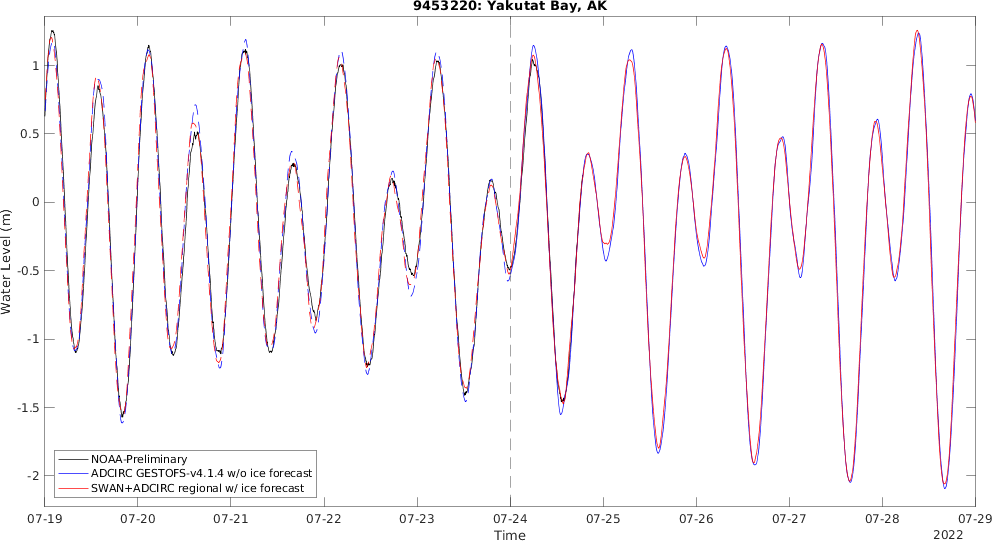 9453220: Yakutat Bay, AK
Water Level (m)
1
0.5
0
-0.5
-1
-1.5
-2
NOAA-Preliminary
ADCIRC GESTOFS-v4.1.4 w/o ice forecast
SWAN+ADCIRC regional w/ ice forecast
07-19 07-20 07-21 07-22 07-23 07-24 07-25 07-26 07-27 07-28 07-29
Time
2022